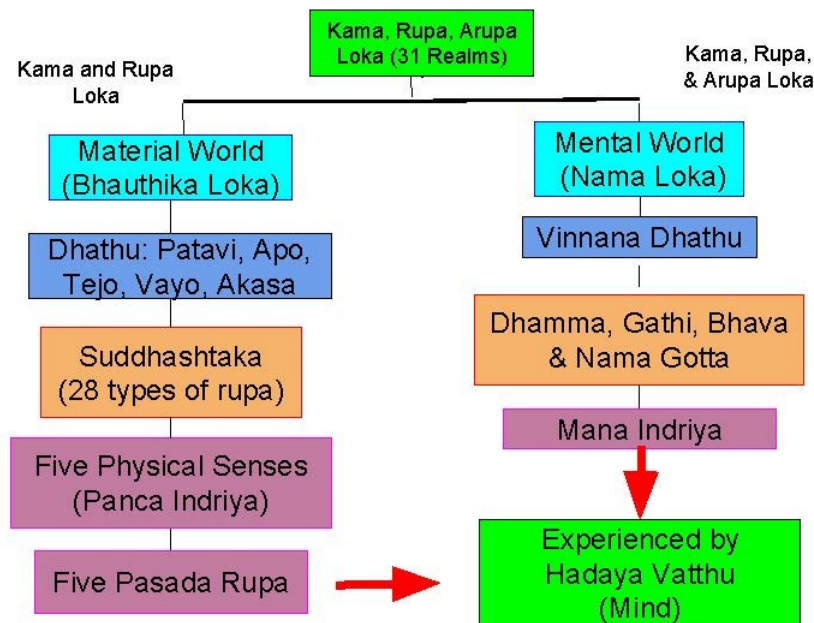 Kama, Rupa, Arupa
Loka (31 Realms)
Kama and Rupa
Loka
Kama, Rupa,
& Arupa Loka
Material World
(Bhauthika Loka)
Mental World
(Nama Loka)
Dhathu: Patavi, Apo,
Tejo, Vayo, Akasa
Vinnana Dhathu
Suddhashtaka
(28 types of rupa)
Dhamma, Gathi, Bhava
& Nama Gotta
Five Physical Senses
(Panca Indriya)
Mana Indriya
Five Pasada Rupa
Experienced by
Hadaya Vatthu
(Mind)